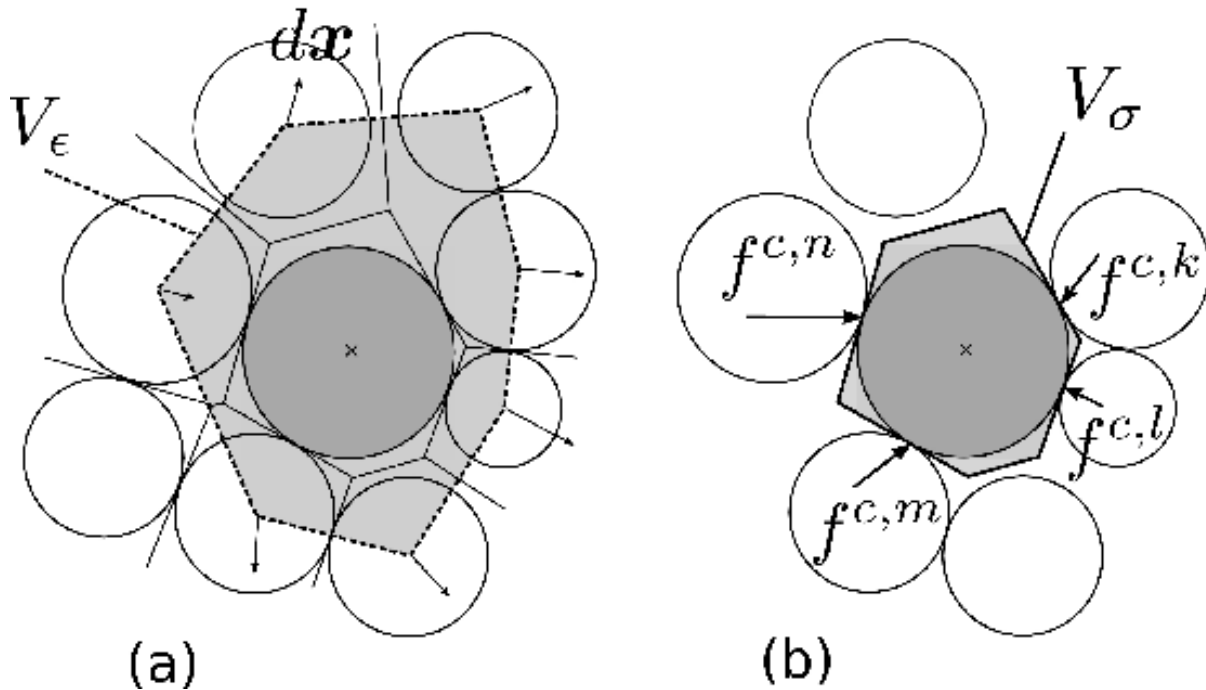 dx
V_ϵ
V_σ
f^{c,n}
f^{c,k}
f^{c,l}
f^{c,m}
(a)
(b)